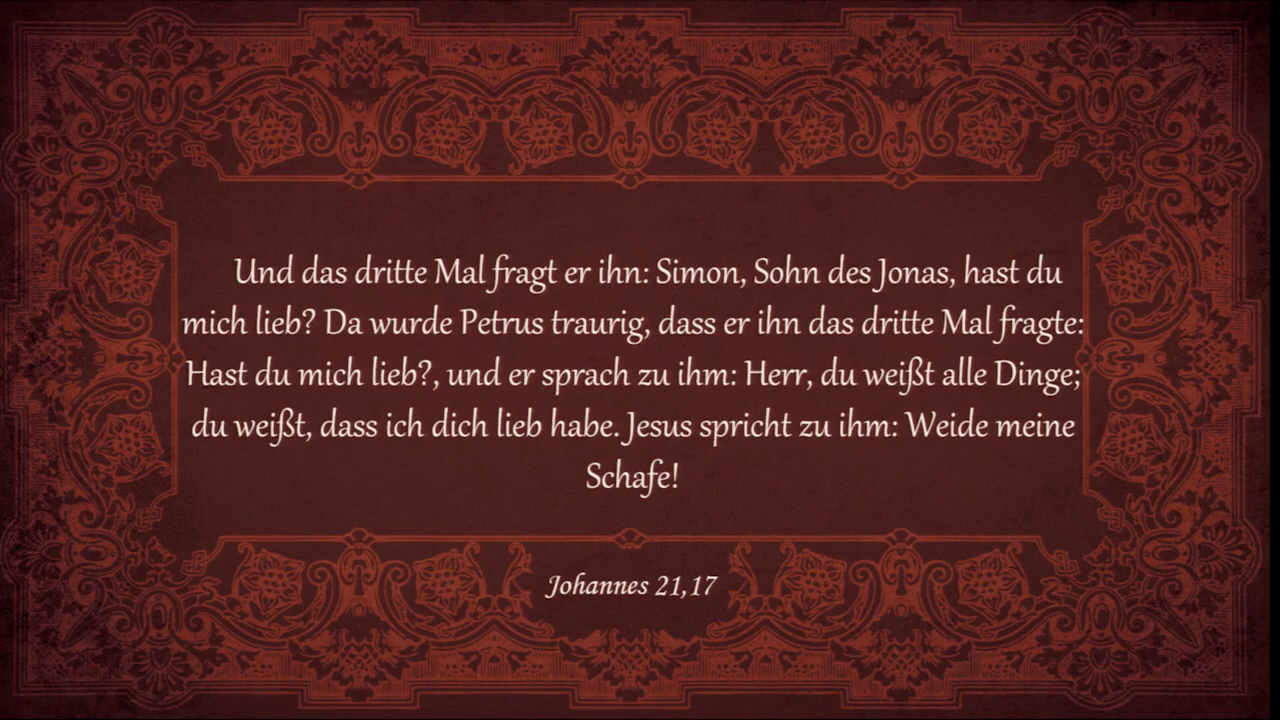 Und das dritte Mal fragt er ihn: Simon, Sohn des Jonas, hast du
mich lieb? Da wurde Petrus traurig, dass er ihn das dritte Mal fragte:
Hast du mich lieb?, und er sprach zu ihm: Herr, du weißt alle Dinge;
du weißt, dass ich dich lieb habe. Jesus spricht zu ihm: Weide meine
Schafe!
Johannes 21,17